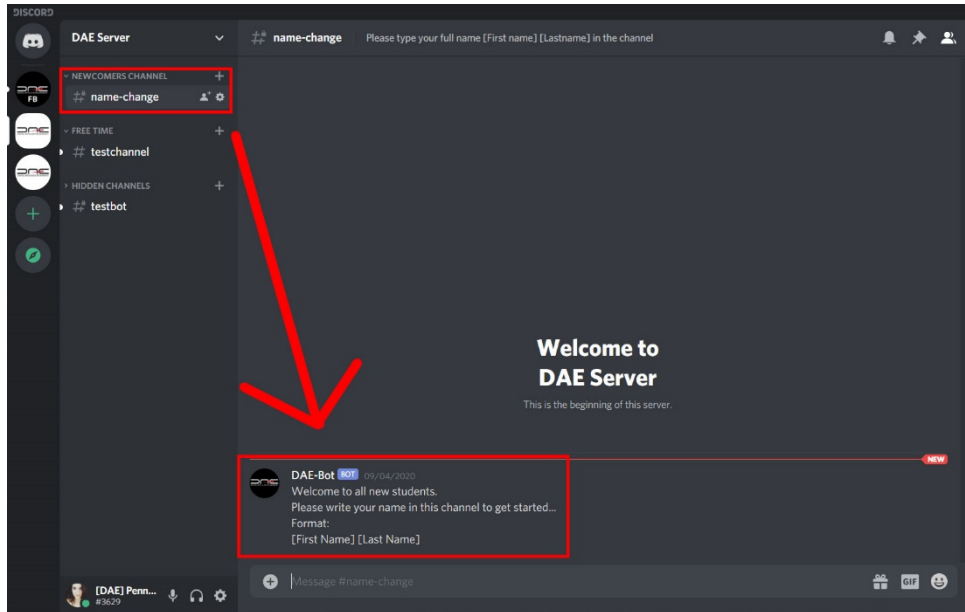 DISCORD
DAE Server
name-change
Please type your full name [First name] [Lastname] in the channel
NEWCOMERS CHANNEL
name-change
FREE TIME
testchannel
HIDDEN CHANNELS
testbot
FB
Welcome to
DAE Server
This is the beginning of this server.
NEW
DAE-Bot BOT 09/04/2020
Welcome to all new students.
Please write your name in this channel to get started...
Format:
[First Name] [Last Name]
[DAE] Penn...
#3629
Message #name-change
GIF